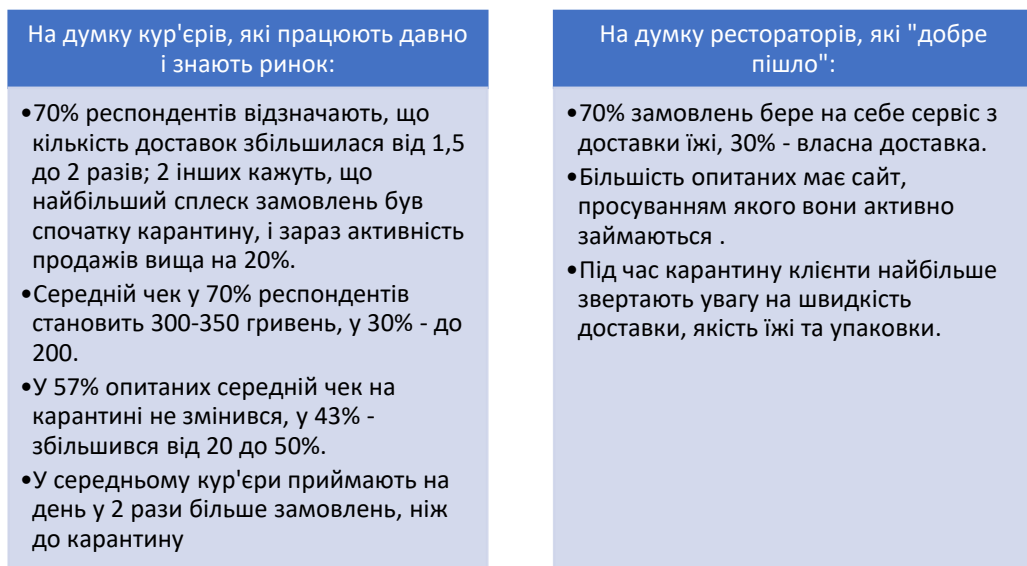 На думку кур'єрів, які працюють давно
і знають ринок:
•70% респондентів відзначають, що
кількість доставок збільшилася від 1,5
до 2 разів; 2 інших кажуть, що
найбільший сплеск замовлень був
спочатку карантину, і зараз активність
продажів вища на 20%.
•Середній чек у 70% респондентів
становить 300-350 гривень, у 30% - до
200.
•У 57% опитаних середній чек на
карантині не змінився, у 43% -
збільшився від 20 до 50%.
•У середньому кур'єри приймають на
день у 2 рази більше замовлень, ніж
до карантину
На думку рестораторів, які "добре
пішло":
•70% замовлень бере на себе сервіс з
доставки їжі, 30% - власна доставка.
•Більшість опитаних має сайт,
просуванням якого вони активно
займаються .
•Під час карантину клієнти найбільше
звертають увагу на швидкість
доставки, якість їжі та упаковки.